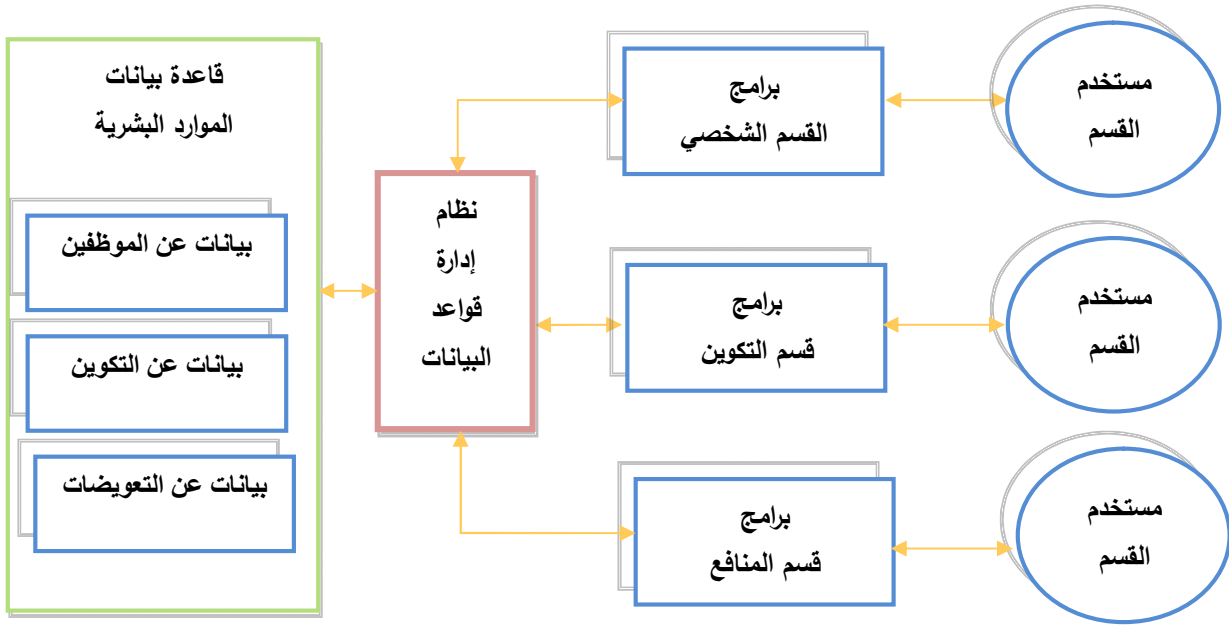 قاعدة بيانات
الموارد البشرية
بيانات عن الموظفين
بيانات عن التكوين
بيانات عن التعويضات
نظام
إدارة
قواعد
البيانات
برامج
القسم الشخصي
برامج
قسم التكوين
برامج
قسم المنافع
مستخدم
القسم
مستخدم
القسم
مستخدم
القسم